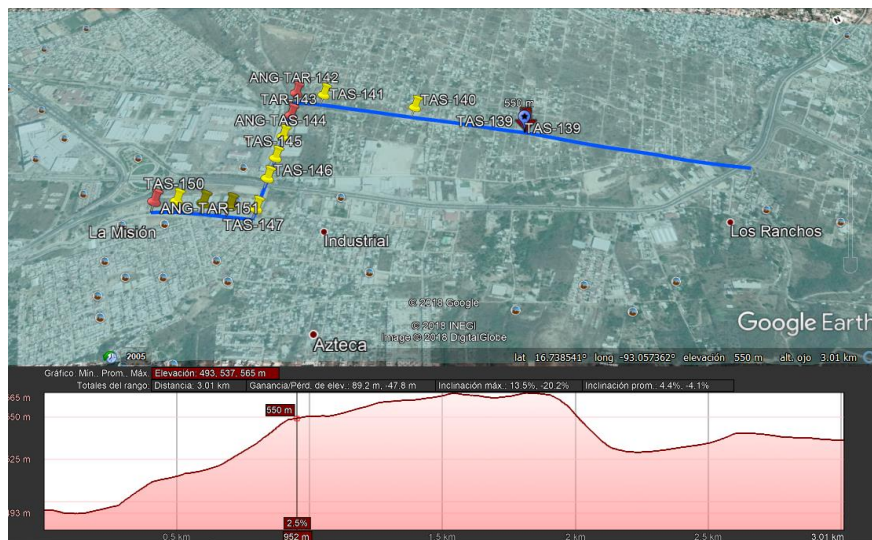 N
ANG-TAR-142
TAS-141
TAR-143
550 m
TAS-140
ANG-TAS-144
TAS-139
TAS-139
TAS-145
TAS-146
TAS-150
ANG-TAR-151
TAS-147
La Misión
Industrial
Los Ranchos
© 2018 Google
© 2018 INEGI
Image © 2018 DigitalGlobe
Google Earth
Azteca
2005
lat 16.738541° long -93.057362° elevación 550 m alt. ojo 3.01 km
Gráfico: Mín., Prom., Máx. Elevación: 493, 537, 565 m
Totales del rango: Distancia: 3.01 km Ganancia/Pérd. de elev.: 89.2 m, -47.8 m Inclinación máx.: 13.5%, -20.2% Inclinación prom.: 4.4%, -4.1%
565 m
550 m
550 m
525 m
493 m
2.5%
0.5 km 952 m 1.5 km 2 km 2.5 km 3.01 km